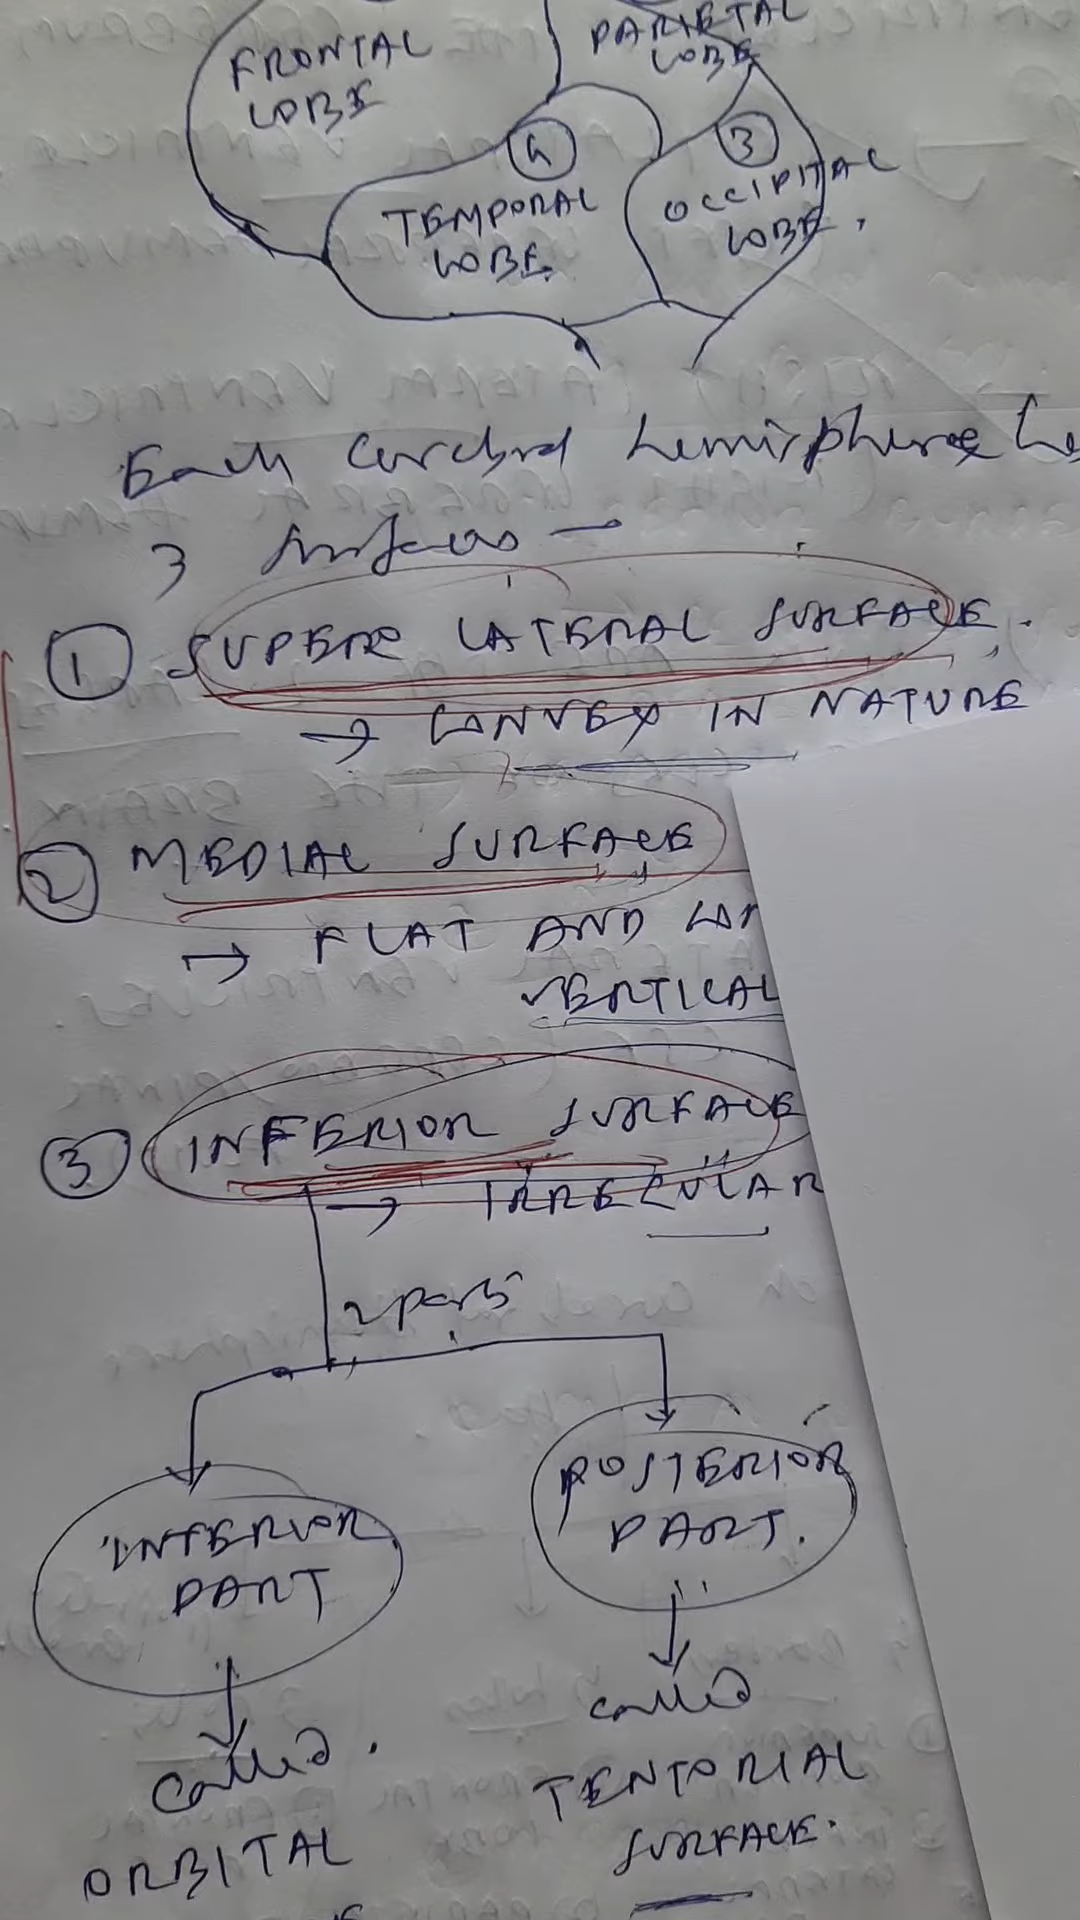 FRONTAL
LOBE
PARIETAL
LOBE
4
TEMPORAL
LOBE
3
OCCIPITAL
LOBE.
Each cerebral hemisphere
3 surfaces —
1 SUPERO LATERAL SURFACE.
→ CONVEX IN NATURE
2 MEDIAL SURFACE
→ FLAT AND
VERTICAL
3 INFERIOR SURFACE
→ IRREGULAR
2 parts
INTERIOR
PART
POSTERIOR
PART.
called.
ORBITAL
called
TENTORIAL
SURFACE.